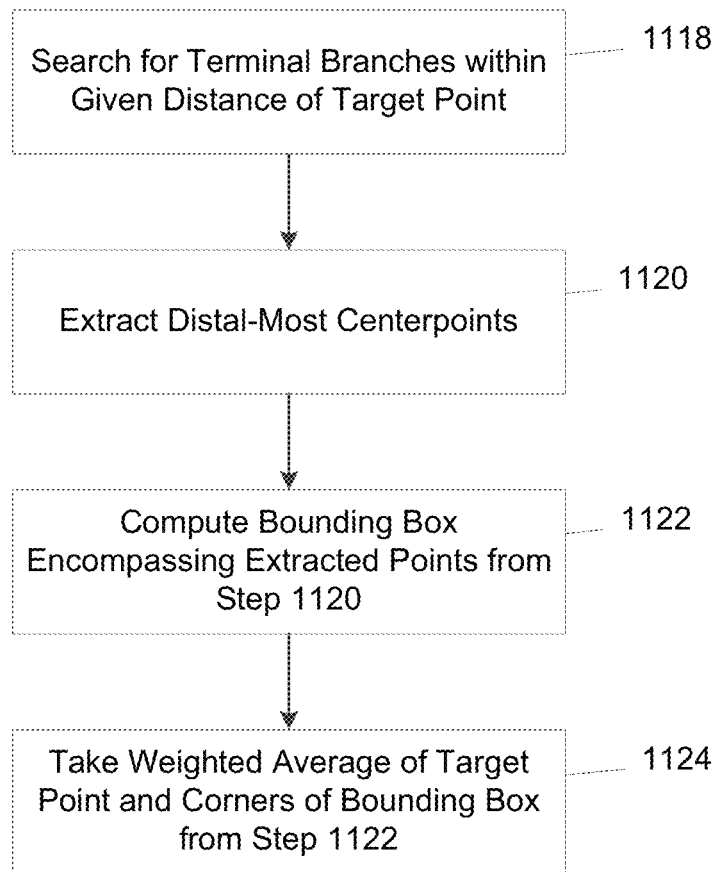 Search for Terminal Branches within
Given Distance of Target Point
1118
Extract Distal-Most Centerpoints
1120
Compute Bounding Box
Encompassing Extracted Points from
Step 1120
1122
Take Weighted Average of Target
Point and Corners of Bounding Box
from Step 1122
1124